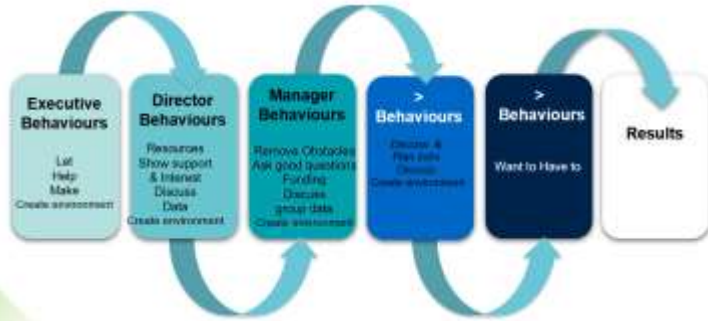 Executive
Behaviours
Let
Help
Make
Create environment
Director
Behaviours
Resources
Show support
& Interest
Discuss
Data
Create environment
Manager
Behaviours
Remove Obstacles
Ask good questions
Funding
Discuss
group data
Create environment
>
Behaviours
Discuss
Create environment
>
Behaviours
Want to Have to
Results